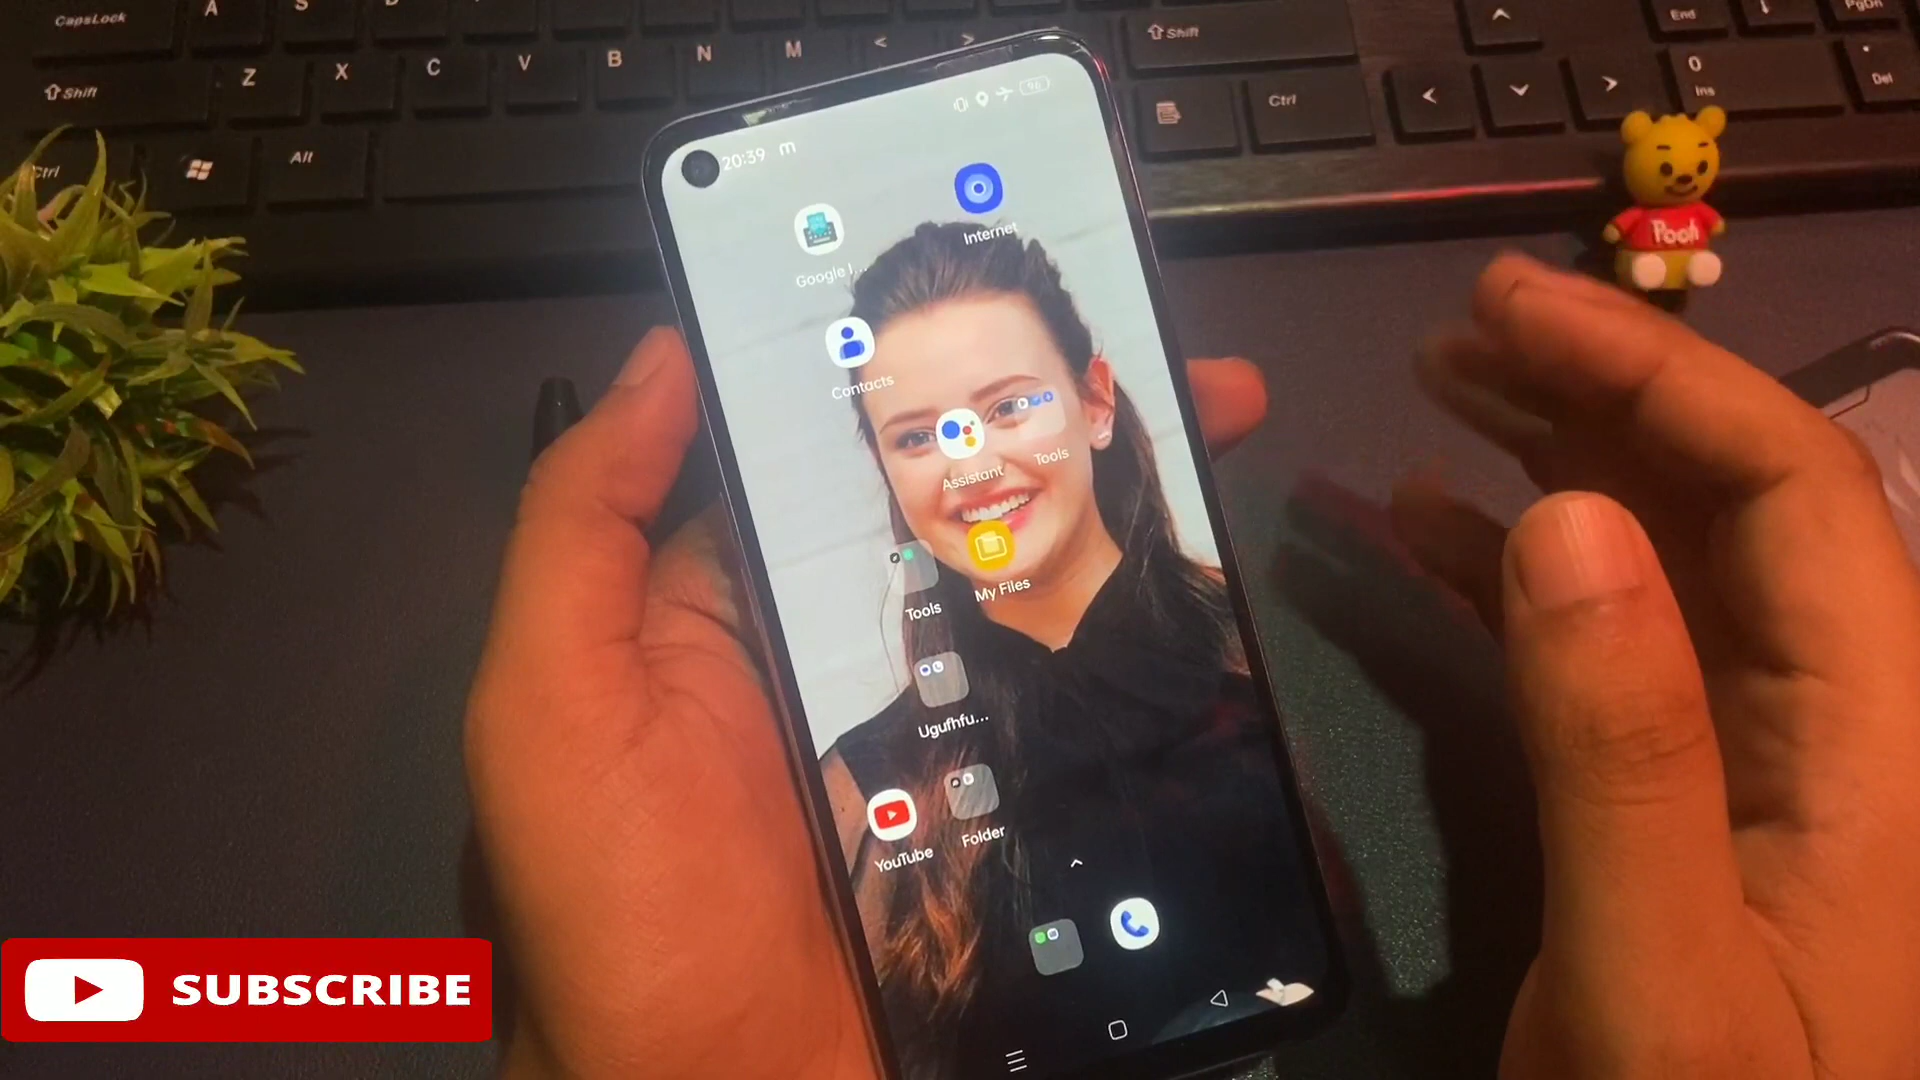 CapsLock
A
S
D
Shift
Z
X
C
V
B
N
M
<
>
Shift
End
PgDn
Ctrl
Alt
Ctrl
<
>
0
Ins
.
Del
20:39 m
96
Google I...
Internet
Contacts
Assistant
Tools
Tools
My Files
Ugufhfu...
YouTube
Folder
Pooh
SUBSCRIBE